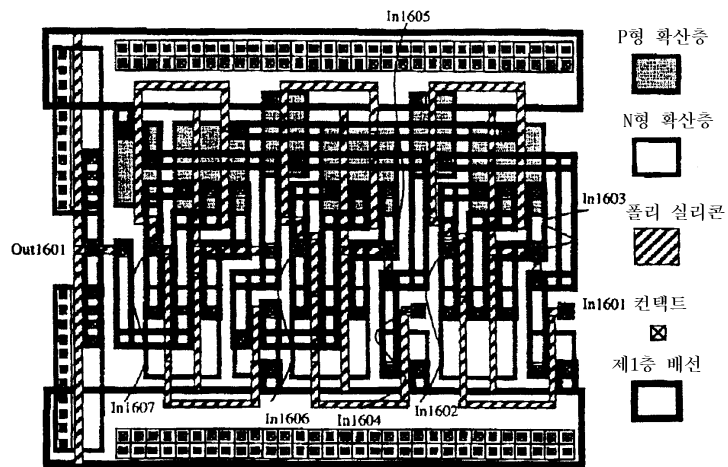 In1605
P형 확산층
N형 확산층
In1603
폴리 실리콘
Out1601
In1601
컨택트
제1층 배선
In1607
In1606
In1604
In1602